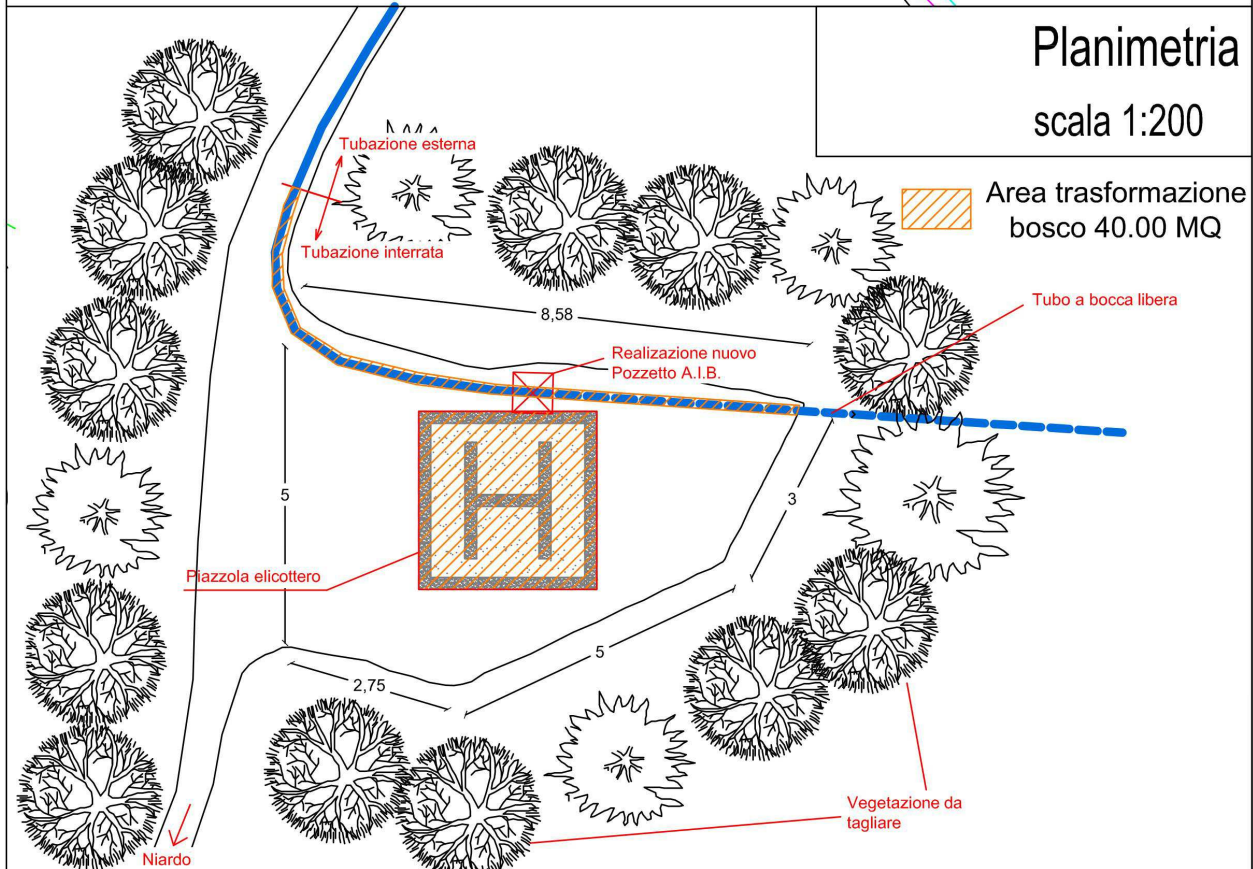 Planimetria
scala 1:200
Tubazione esterna
Area trasformazione
bosco 40.00 MQ
Tubazione interrata
Tubo a bocca libera
8,58
Realizzazione nuovo
Pozzetto A.I.B.
5
3
H
Piazzola elicottero
5
2,75
Vegetazione da
tagliare
Niardo